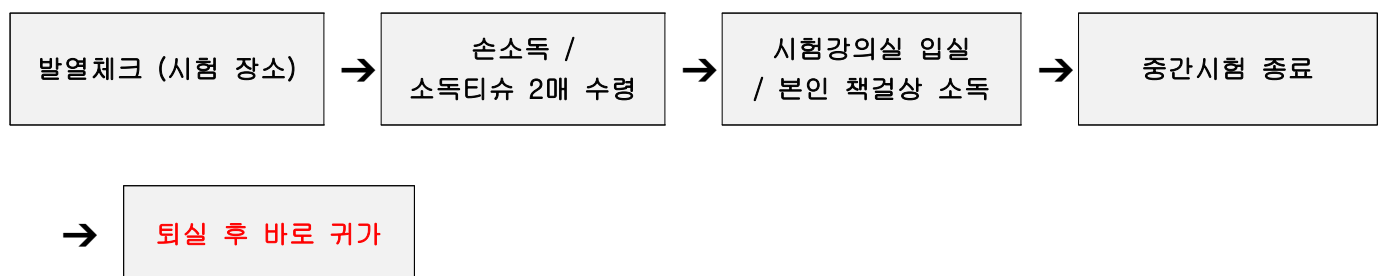 발열체크 (시험 장소)
➔
손소독 /
소독티슈 2매 수령
➔
시험강의실 입실
/ 본인 책걸상 소독
➔
중간시험 종료
➔
퇴실 후 바로 귀가